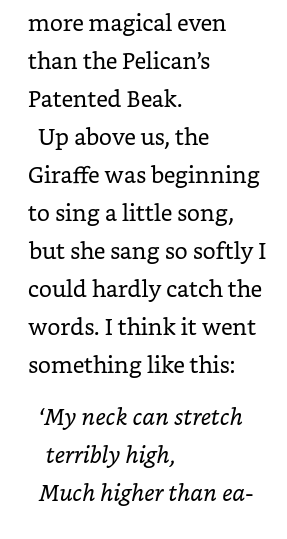 more magical even
than the Pelican’s
Patented Beak.
Up above us, the
Giraffe was beginning
to sing a little song,
but she sang so softly I
could hardly catch the
words. I think it went
something like this:
‘My neck can stretch
terribly high,
Much higher than ea-